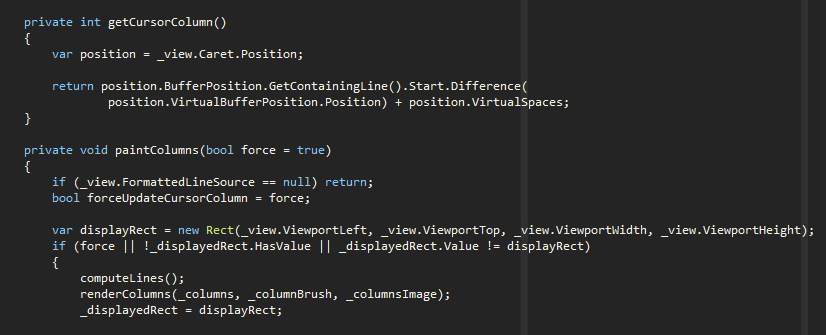 private int getCursorColumn()
{
    var position = _view.Caret.Position;

    return position.BufferPosition.GetContainingLine().Start.Difference(
            position.VirtualBufferPosition.Position) + position.VirtualSpaces;
}

private void paintColumns(bool force = true)
{
    if (_view.FormattedLineSource == null) return;
    bool forceUpdateCursorColumn = force;

    var displayRect = new Rect(_view.ViewportLeft, _view.ViewportTop, _view.ViewportWidth, _view.ViewportHeight);
    if (force || !_displayedRect.HasValue || _displayedRect.Value != displayRect)
    {
        computeLines();
        renderColumns(_columns, _columnBrush, _columnsImage);
        _displayedRect = displayRect;